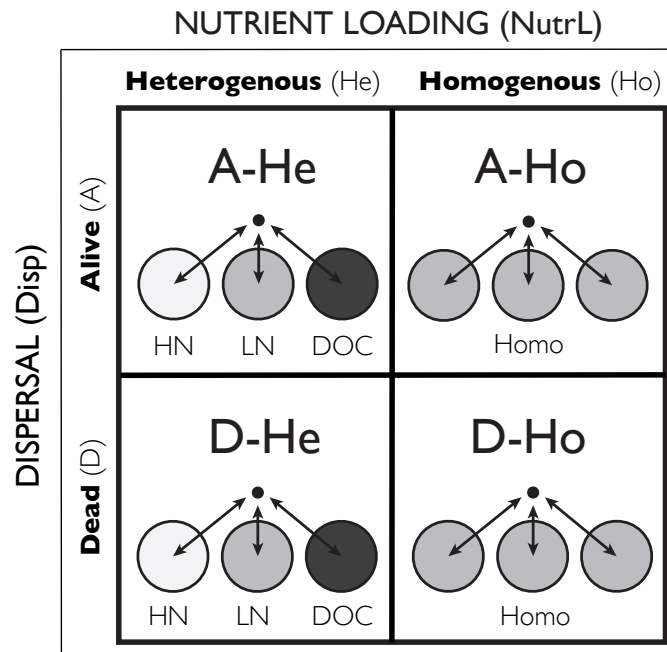 NUTRIENT LOADING (NutrL)
Heterogenous (He) Homogenous (Ho)
DISPERSAL (Disp)
Alive (A)
A-He A-Ho
HN LN DOC Homo
Dead (D)
D-He D-Ho
HN LN DOC Homo